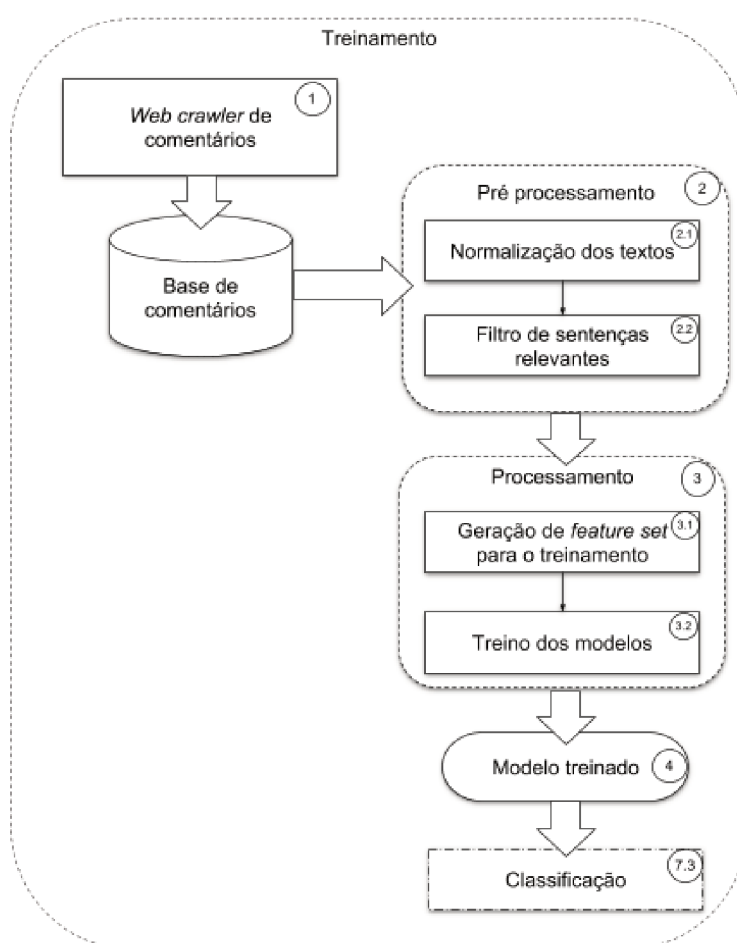 Treinamento
1
Web crawler de
comentários
Base de
comentários
Pré processamento
2
2.1
Normalização dos textos
2.2
Filtro de sentenças
relevantes
Processamento
3
3.1
Geração de feature set
para o treinamento
3.2
Treino dos modelos
Modelo treinado
4
7.3
Classificação